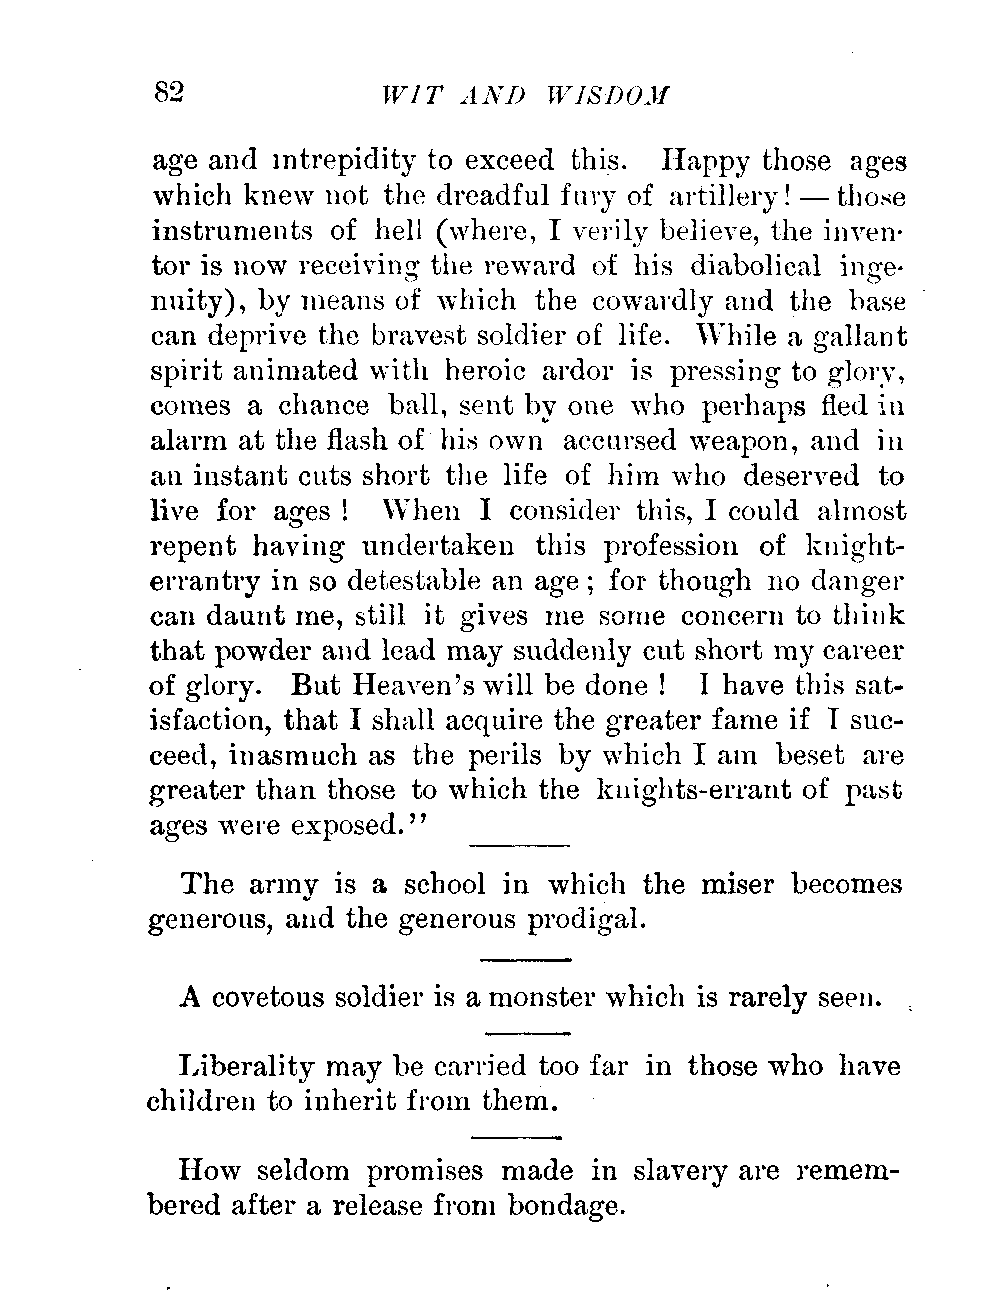 82 WIT AND WISDOM
age and intrepidity to exceed this. Happy those ages
which knew not the dreadful fury of artillery! — those
instruments of hell (where, I verily believe, the inven-
tor is now receiving the reward of his diabolical inge-
nuity), by means of which the cowardly and the base
can deprive the bravest soldier of life. While a gallant
spirit animated with heroic ardor is pressing to glory,
comes a chance ball, sent by one who perhaps fled in
alarm at the flash of his own accursed weapon, and in
an instant cuts short the life of him who deserved to
live for ages ! When I consider this, I could almost
repent having undertaken this profession of knight-
errantry in so detestable an age ; for though no danger
can daunt me, still it gives me some concern to think
that powder and lead may suddenly cut short my career
of glory. But Heaven's will be done ! I have this sat-
isfaction, that I shall acquire the greater fame if I suc-
ceed, inasmuch as the perils by which I am beset are
greater than those to which the knights-errant of past
ages were exposed."
The army is a school in which the miser becomes
generous, and the generous prodigal.
A covetous soldier is a monster which is rarely seen.
Liberality may be carried too far in those who have
children to inherit from them.
How seldom promises made in slavery are remem-
bered after a release from bondage.